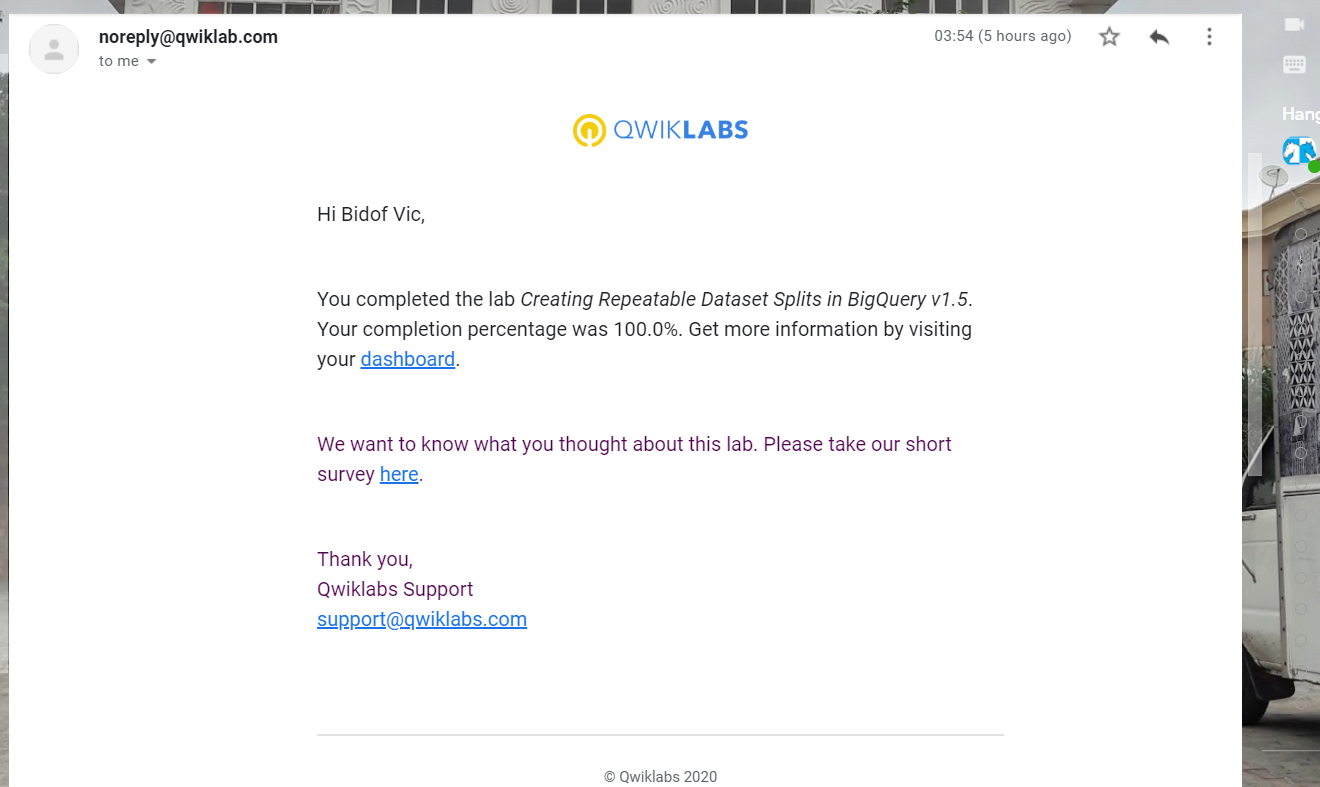 noreply@qwiklab.com
03:54 (5 hours ago)
to me
QWIKLABS
Hang
Hi Bidof Vic,
You completed the lab Creating Repeatable Dataset Splits in BigQuery v1.5.
Your completion percentage was 100.0%. Get more information by visiting
your dashboard.
We want to know what you thought about this lab. Please take our short
survey here.
Thank you,
Qwiklabs Support
support@qwiklabs.com
© Qwiklabs 2020